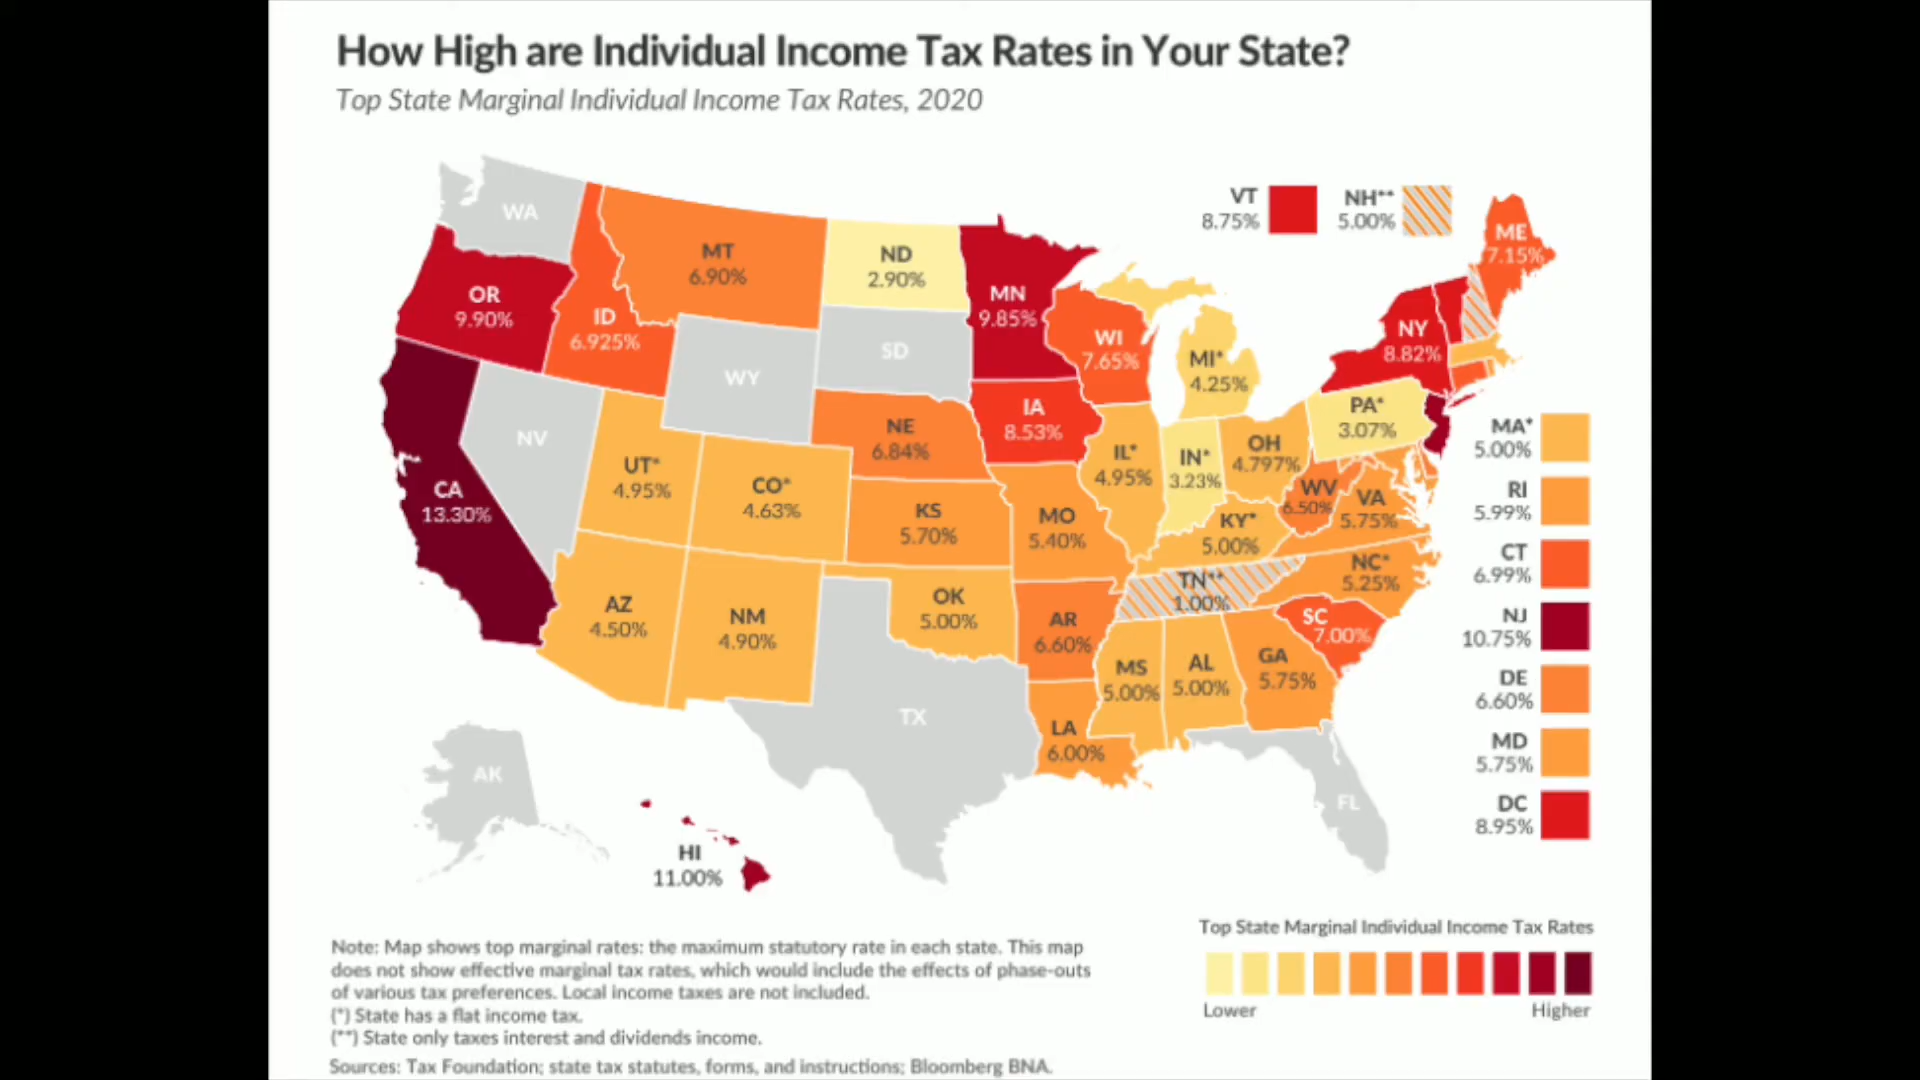 How High are Individual Income Tax Rates in Your State?
Top State Marginal Individual Income Tax Rates, 2020
WA
OR
9.90%
CA
13.30%
NV
ID
6.925%
MT
6.90%
WY
UT*
4.95%
CO*
4.63%
AZ
4.50%
NM
4.90%
ND
2.90%
SD
NE
6.84%
KS
5.70%
OK
5.00%
TX
MN
9.85%
IA
8.53%
MO
5.40%
AR
6.60%
LA
6.00%
WI
7.65%
IL*
4.95%
MI*
4.25%
IN*
3.23%
OH
4.797%
KY*
5.00%
TN**
1.00%
MS
5.00%
AL
5.00%
GA
5.75%
FL
SC
7.00%
NC*
5.25%
VA
5.75%
WV
6.50%
PA*
3.07%
NY
8.82%
VT
8.75%
NH**
5.00%
ME
7.15%
MA*
5.00%
RI
5.99%
CT
6.99%
NJ
10.75%
DE
6.60%
MD
5.75%
DC
8.95%
AK
HI
11.00%
Top State Marginal Individual Income Tax Rates
Lower
Higher
Note: Map shows top marginal rates: the maximum statutory rate in each state. This map
does not show effective marginal tax rates, which would include the effects of phase-outs
of various tax preferences. Local income taxes are not included.
(*) State has a flat income tax.
(**) State only taxes interest and dividends income.
Sources: Tax Foundation; state tax statutes, forms, and instructions; Bloomberg BNA.